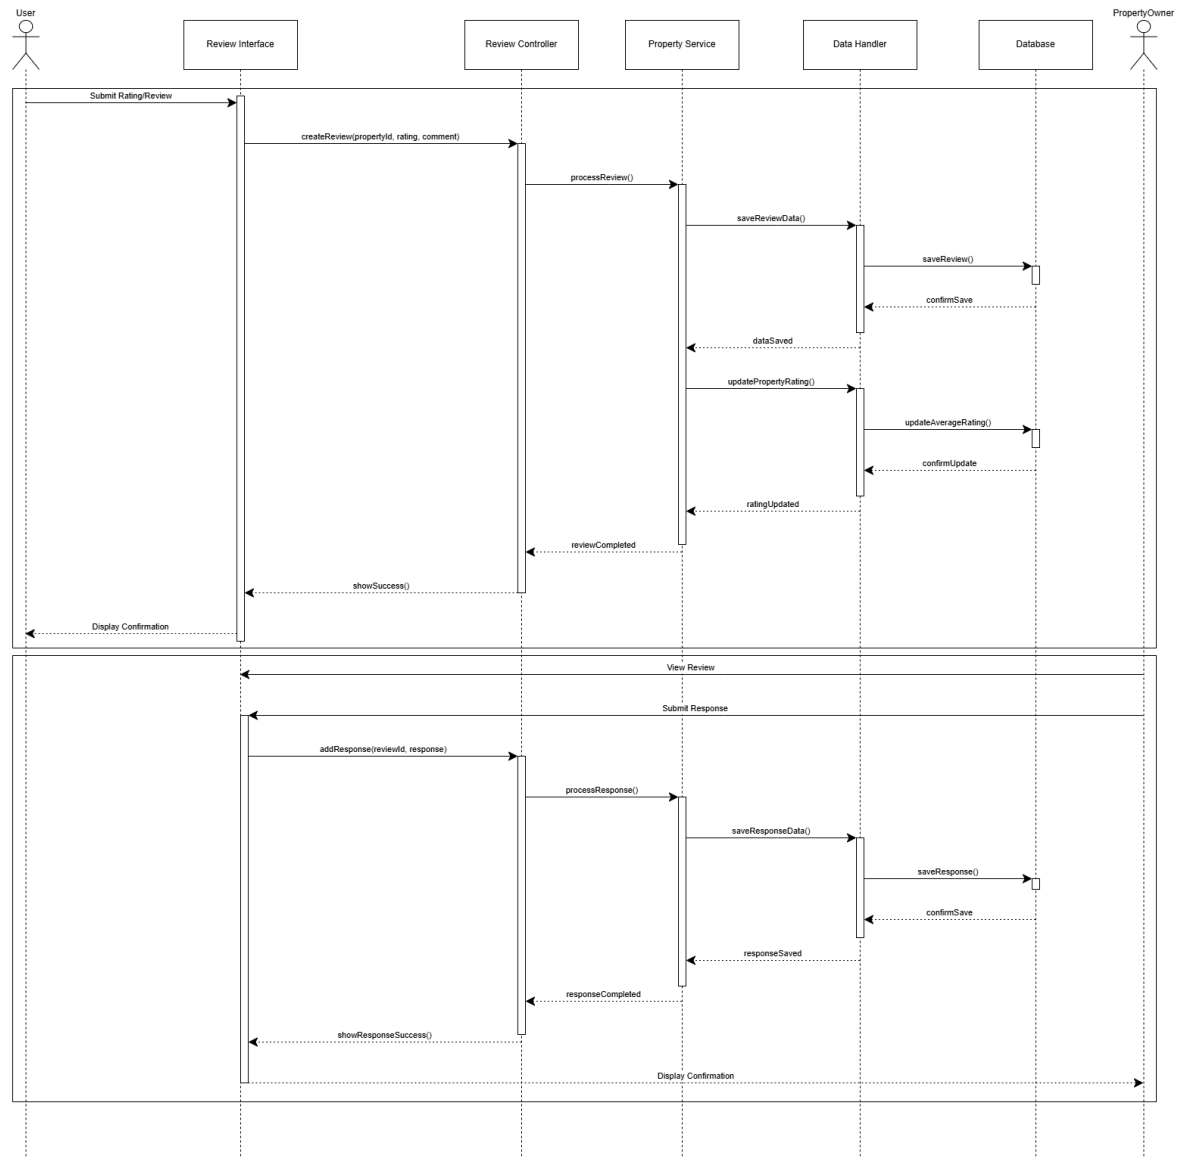 User
PropertyOwner
Review Interface
Review Controller
Property Service
Data Handler
Database
Submit Rating/Review
createReview(propertyId, rating, comment)
processReview()
saveReviewData()
saveReview()
confirmSave
dataSaved
updatePropertyRating()
updateAverageRating()
confirmUpdate
ratingUpdated
reviewCompleted
showSuccess()
Display Confirmation
View Review
Submit Response
addResponse(reviewId, response)
processResponse()
saveResponseData()
saveResponse()
confirmSave
responseSaved
responseCompleted
showResponseSuccess()
Display Confirmation